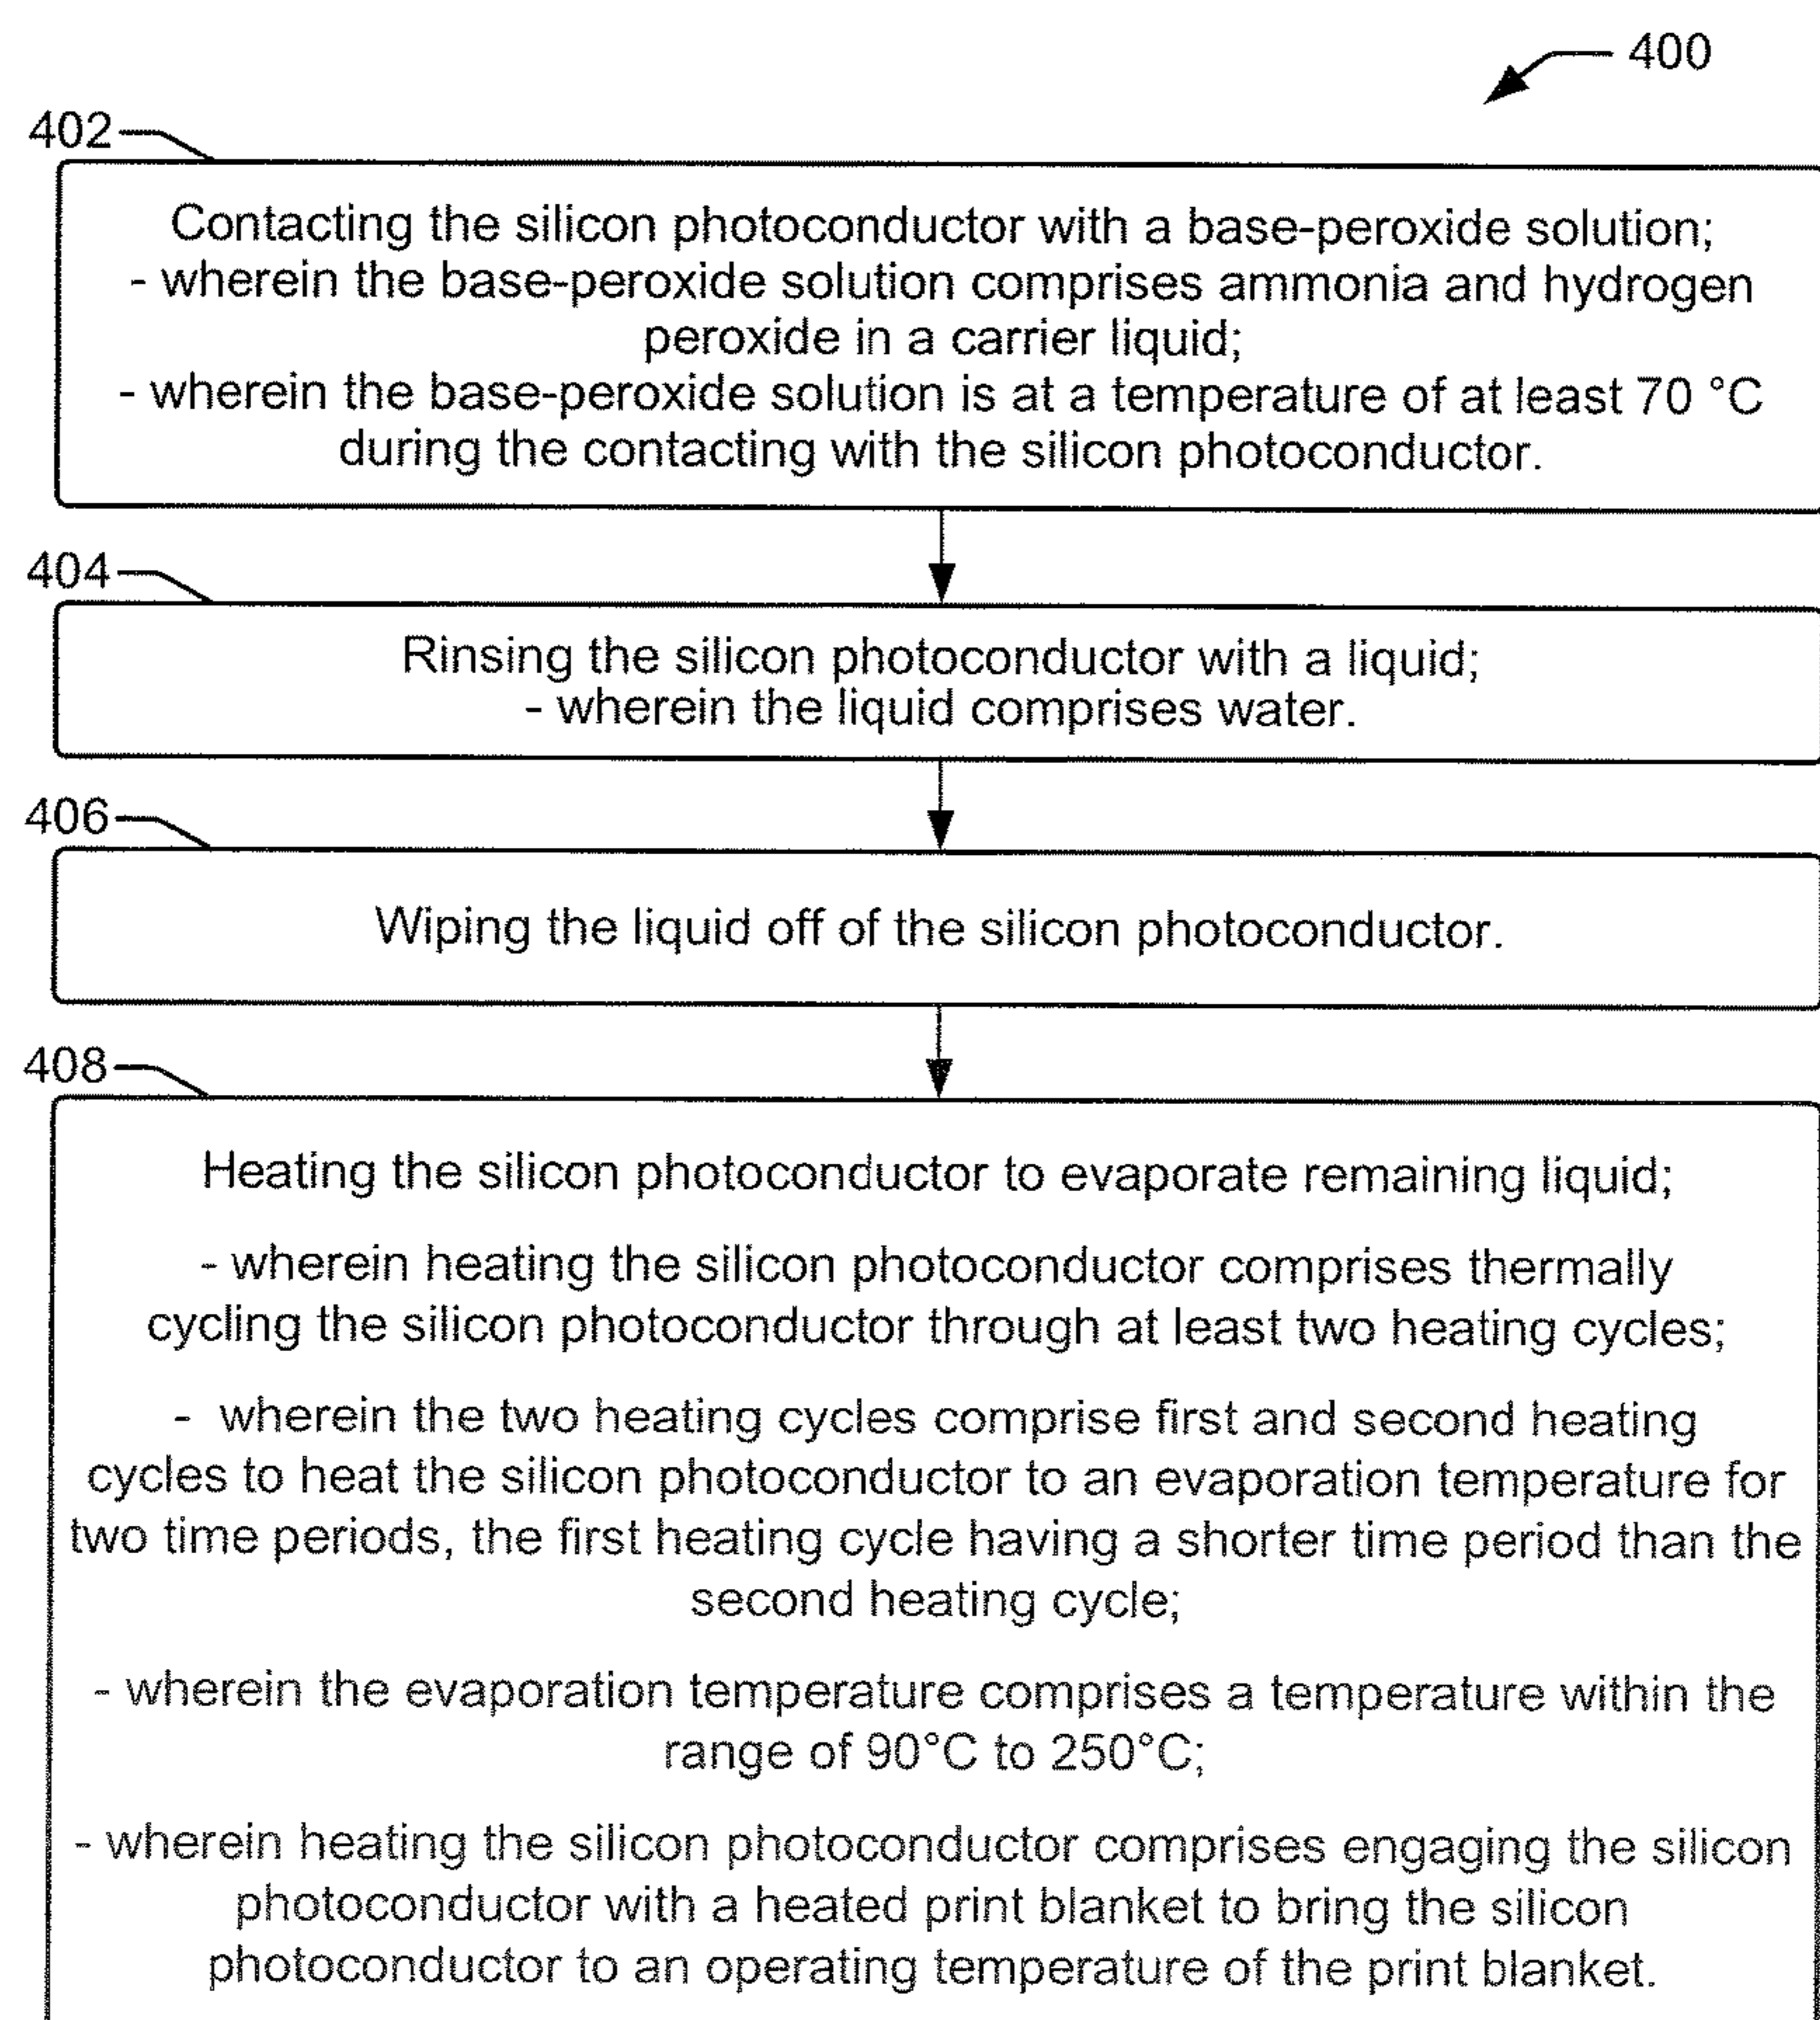 400
402
Contacting the silicon photoconductor with a base-peroxide solution;
- wherein the base-peroxide solution comprises ammonia and hydrogen
peroxide in a carrier liquid;
- wherein the base-peroxide solution is at a temperature of at least 70 °C
during the contacting with the silicon photoconductor.
404
Rinsing the silicon photoconductor with a liquid;
- wherein the liquid comprises water.
406
Wiping the liquid off of the silicon photoconductor.
408
Heating the silicon photoconductor to evaporate remaining liquid;
- wherein heating the silicon photoconductor comprises thermally
cycling the silicon photoconductor through at least two heating cycles;
- wherein the two heating cycles comprise first and second heating
cycles to heat the silicon photoconductor to an evaporation temperature for
two time periods, the first heating cycle having a shorter time period than the
second heating cycle;
- wherein the evaporation temperature comprises a temperature within the
range of 90°C to 250°C;
- wherein heating the silicon photoconductor comprises engaging the silicon
photoconductor with a heated print blanket to bring the silicon
photoconductor to an operating temperature of the print blanket.